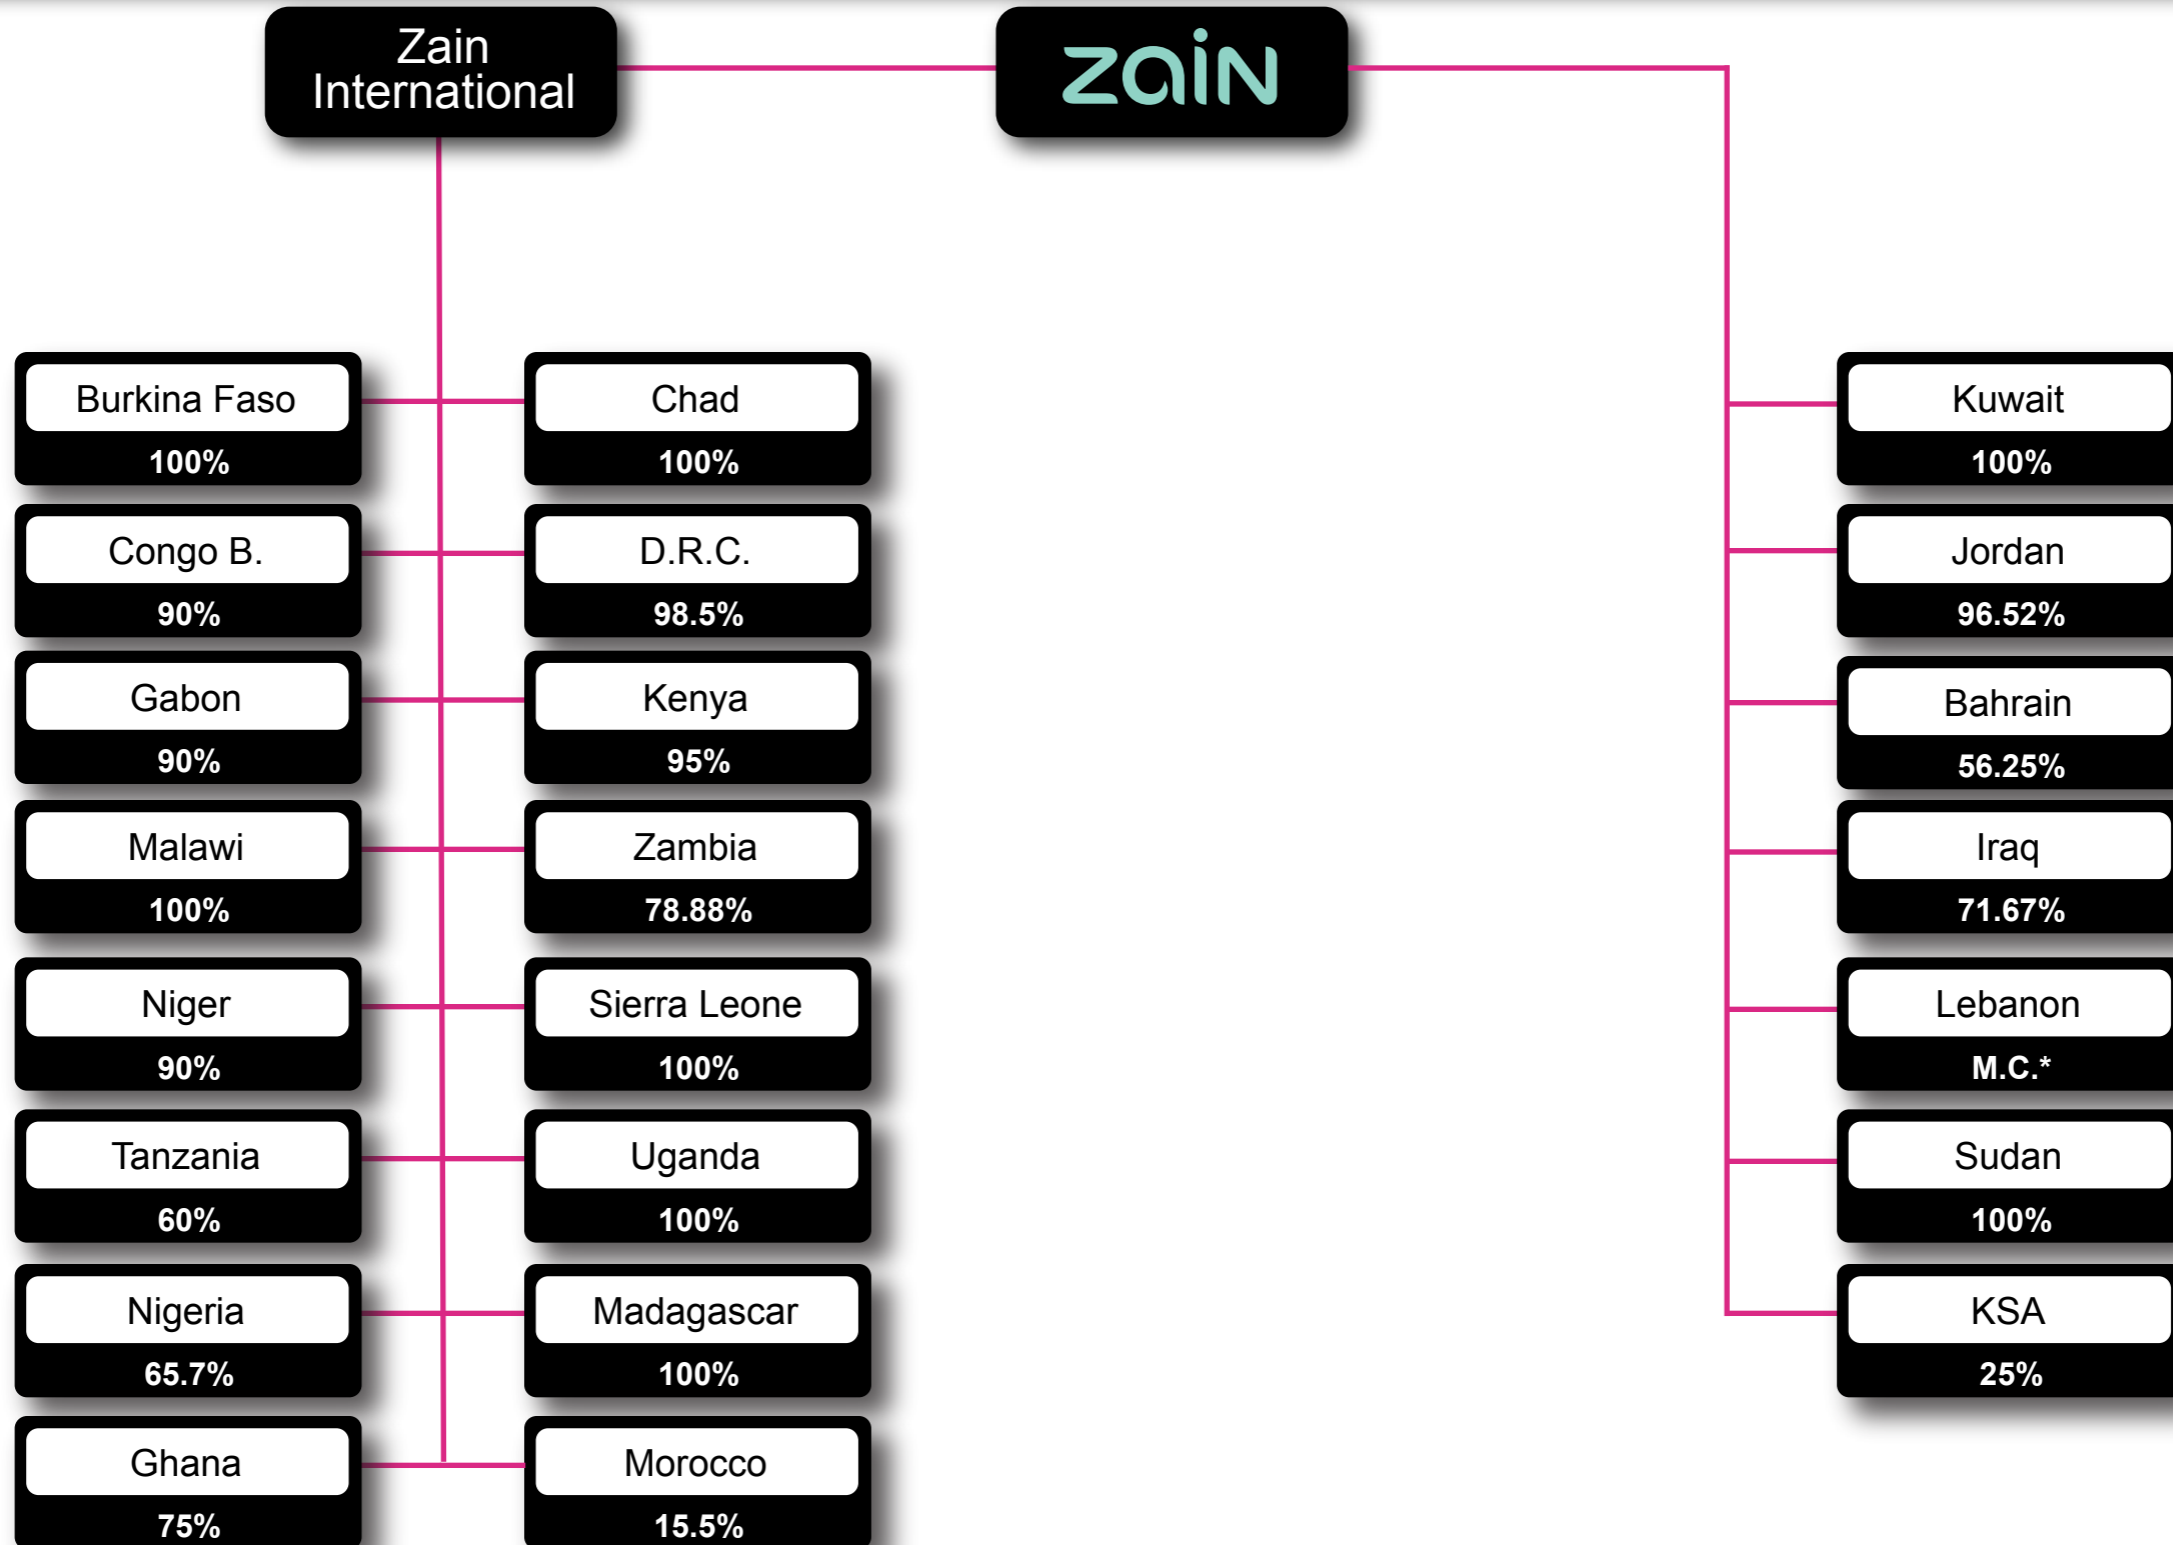 Zain
International
zain
Burkina Faso
100%
Chad
100%
Kuwait
100%
Congo B.
90%
D.R.C.
98.5%
Jordan
96.52%
Gabon
90%
Kenya
95%
Bahrain
56.25%
Malawi
100%
Zambia
78.88%
Iraq
71.67%
Niger
90%
Sierra Leone
100%
Lebanon
M.C.*
Tanzania
60%
Uganda
100%
Sudan
100%
Nigeria
65.7%
Madagascar
100%
KSA
25%
Ghana
75%
Morocco
15.5%